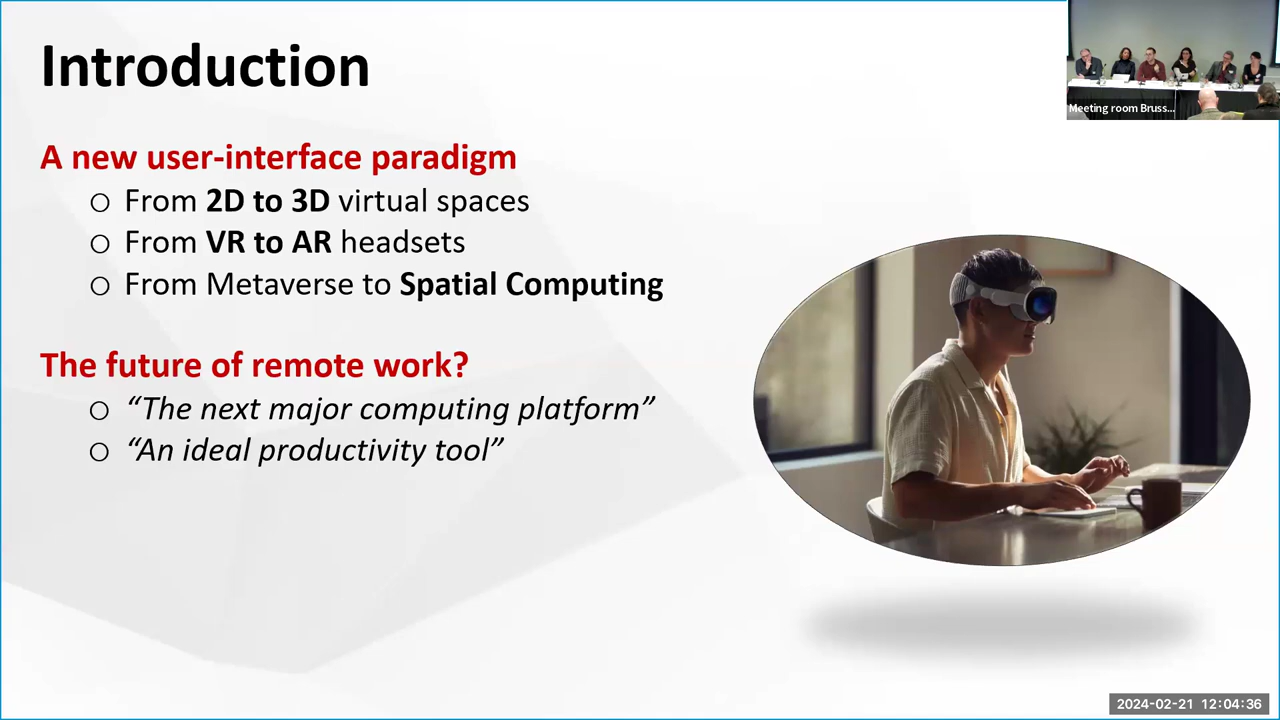 Introduction
A new user-interface paradigm
From 2D to 3D virtual spaces
From VR to AR headsets
From Metaverse to Spatial Computing
The future of remote work?
“The next major computing platform”
“An ideal productivity tool”
Meeting room Bruss...
2024-02-21 12:04:36